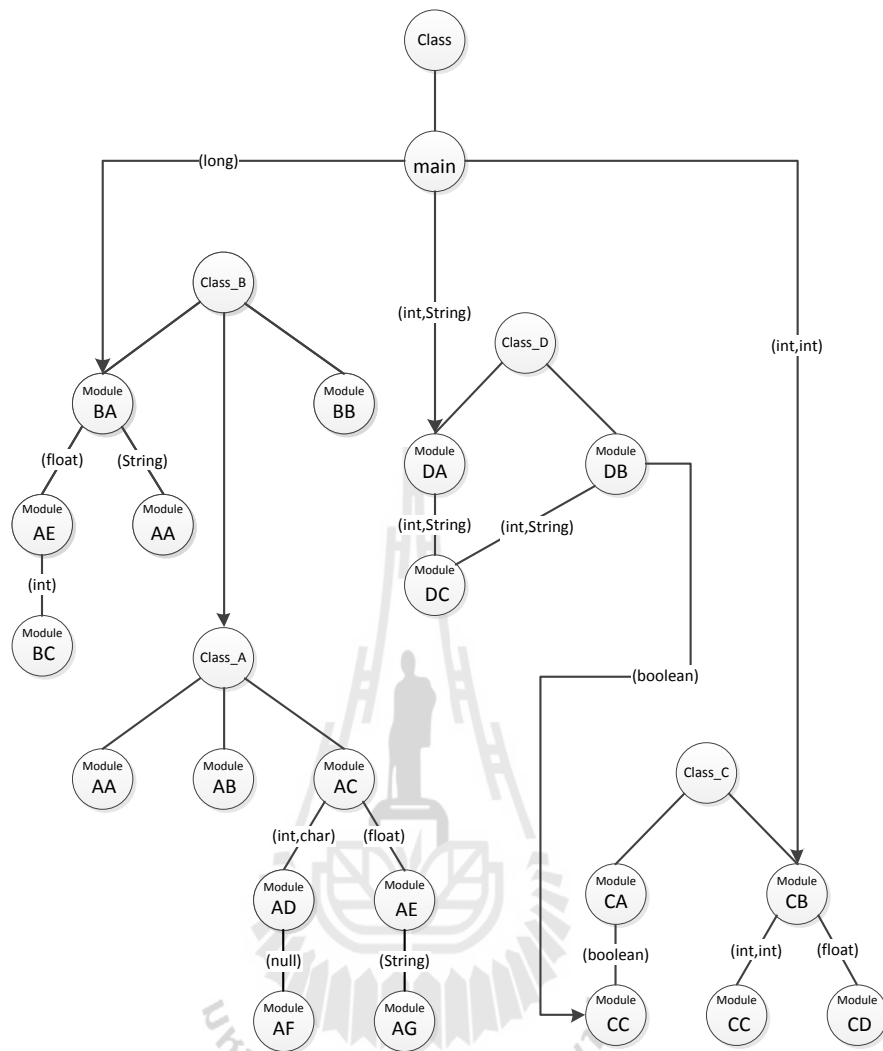 Class
main
(long)
Class_B
(int,String)
Class_D
(int,int)
Module
BA
Module
BB
Module
DA
Module
DB
(float)
(String)
(int,String)
(int,String)
Module
AE
Module
AA
Module
DC
(int)
Module
BC
Class_A
(boolean)
Module
AA
Module
AB
Module
AC
Class_C
(int,char)
(float)
Module
AD
Module
AE
Module
CA
Module
CB
(null)
(String)
(boolean)
(int,int)
(float)
Module
AF
Module
AG
Module
CC
Module
CC
Module
CD